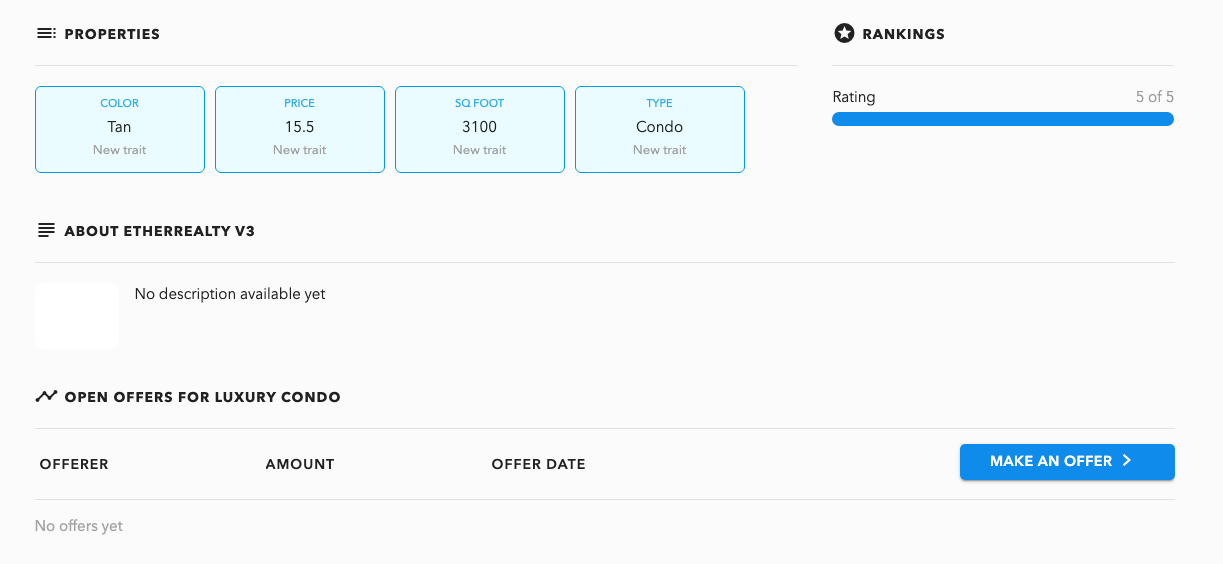 PROPERTIES
RANKINGS
COLOR
Tan
New trait
PRICE
15.5
New trait
SQ FOOT
3100
New trait
TYPE
Condo
New trait
Rating 5 of 5
ABOUT ETHERREALTY V3
No description available yet
OPEN OFFERS FOR LUXURY CONDO
OFFERER AMOUNT OFFER DATE MAKE AN OFFER
No offers yet